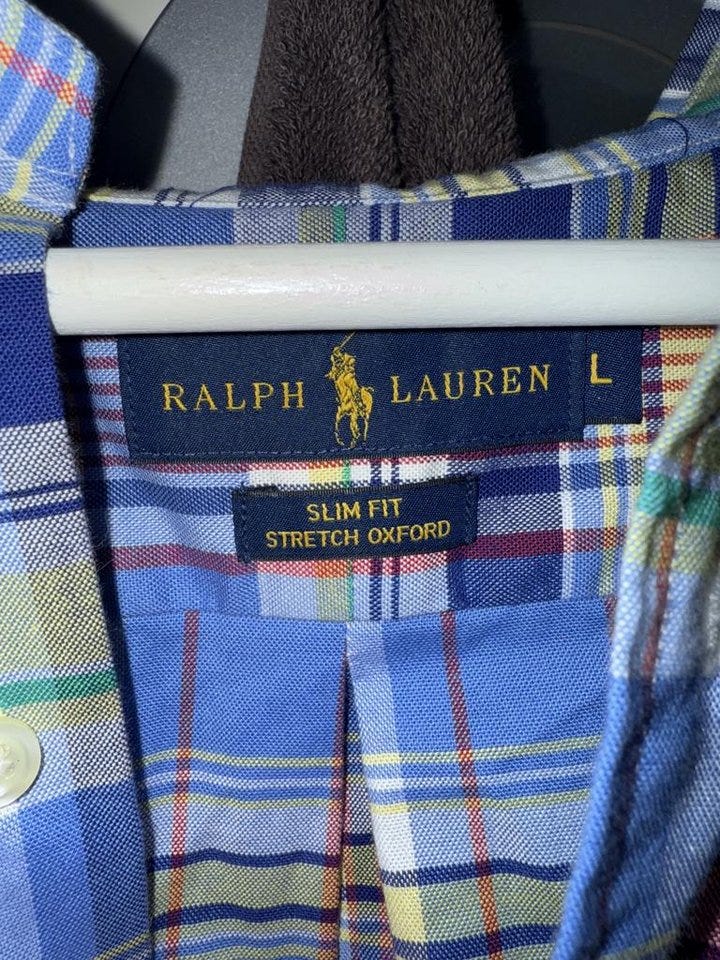 RALPH LAUREN L
SLIM FIT
STRETCH OXFORD